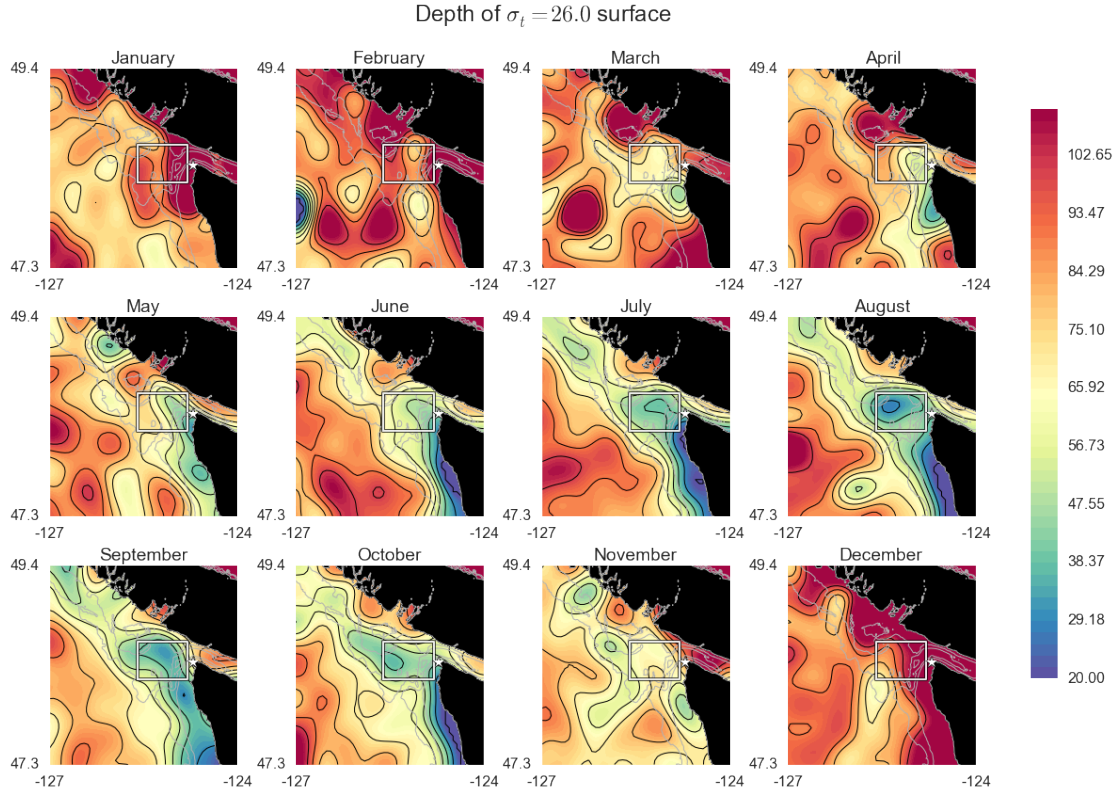 Depth of σₜ = 26.0 surface
January February March April
49.4 49.4 49.4 49.4
47.3 47.3 47.3 47.3
-127 -124 -127 -124 -127 -124 -127 -124
May June July August
49.4 49.4 49.4 49.4
47.3 47.3 47.3 47.3
-127 -124 -127 -124 -127 -124 -127 -124
September October November December
49.4 49.4 49.4 49.4
47.3 47.3 47.3 47.3
-127 -124 -127 -124 -127 -124 -127 -124
102.65
93.47
84.29
75.10
65.92
56.73
47.55
38.37
29.18
20.00